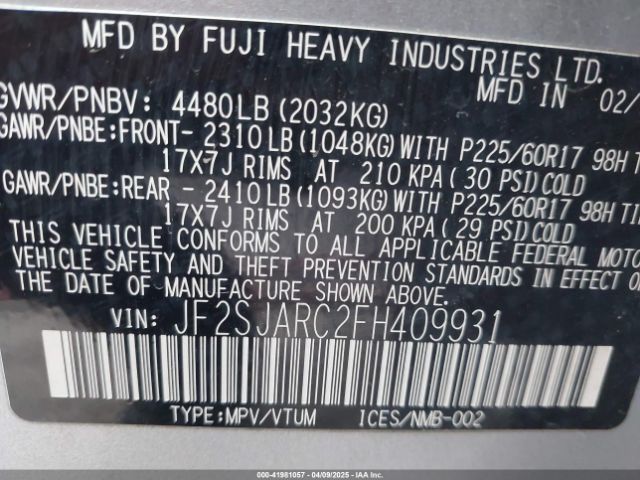 MFD BY FUJI HEAVY INDUSTRIES LTD.
MFD IN 02/
GVWR/PNBV: 4480LB(2032KG)
GAWR/PNBE:FRONT- 2310LB(1048KG)WITH P225/60R17 98H
17X7J RIMS AT 210 KPA(30 PSI)COLD
GAWR/PNBE:REAR - 2410LB(1093KG)WITH P225/60R17 98H
17X7J RIMS AT 200 KPA(29 PSI)COLD
THIS VEHICLE CONFORMS TO ALL APPLICABLE FEDERAL MOTO
VEHICLE SAFETY AND THEFT PREVENTION STANDARDS IN EFFECT O
THE DATE OF MANUFACTURE SHOWN ABOVE.
VIN: JF2SJARC2FH409931
TYPE:MPV/VTUM ICES/NMB-002
000-41981057 - 04/09/2025 - IAAI.COM